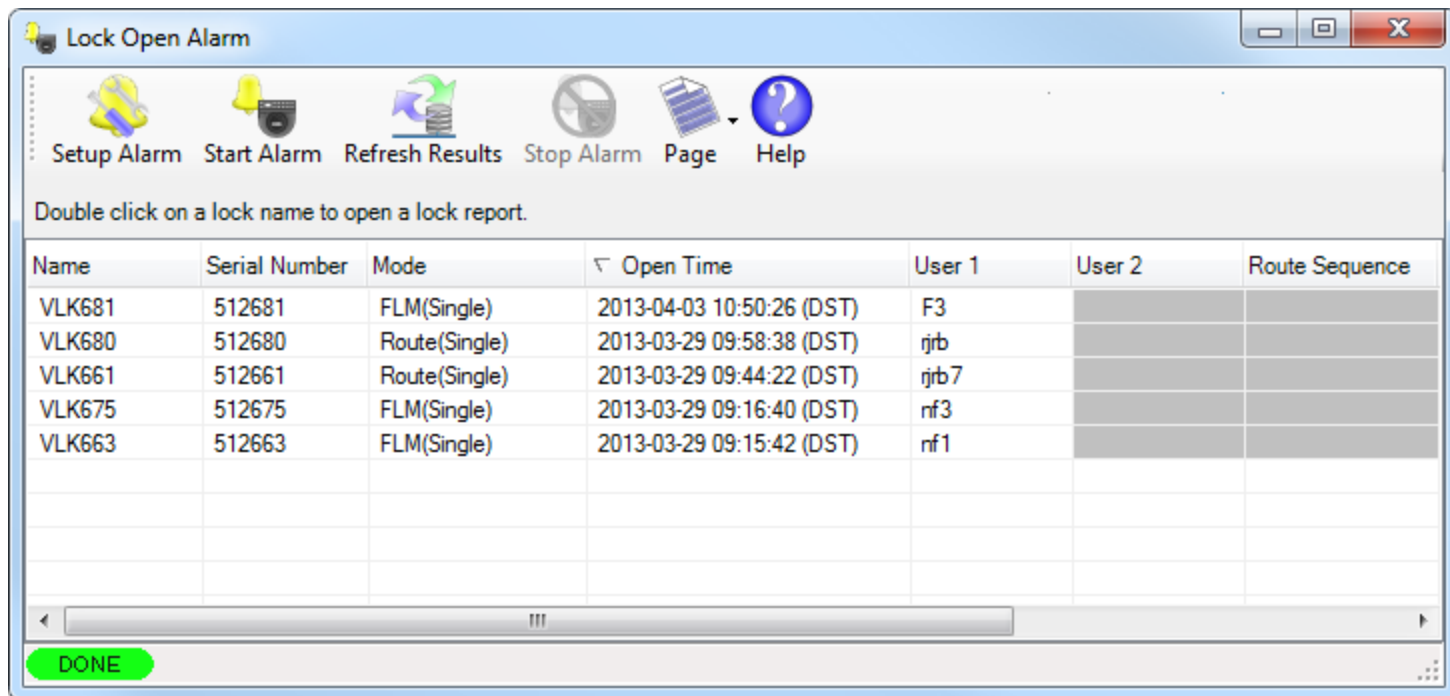 Lock Open Alarm
Setup Alarm Start Alarm Refresh Results Stop Alarm Page Help
Double click on a lock name to open a lock report.
Name Serial Number Mode Open Time User 1 User 2 Route Sequence
VLK681 512681 FLM(Single) 2013-04-03 10:50:26 (DST) F3
VLK680 512680 Route(Single) 2013-03-29 09:58:38 (DST) rjrb
VLK661 512661 Route(Single) 2013-03-29 09:44:22 (DST) rjrb7
VLK675 512675 FLM(Single) 2013-03-29 09:16:40 (DST) nf3
VLK663 512663 FLM(Single) 2013-03-29 09:15:42 (DST) nf1
DONE